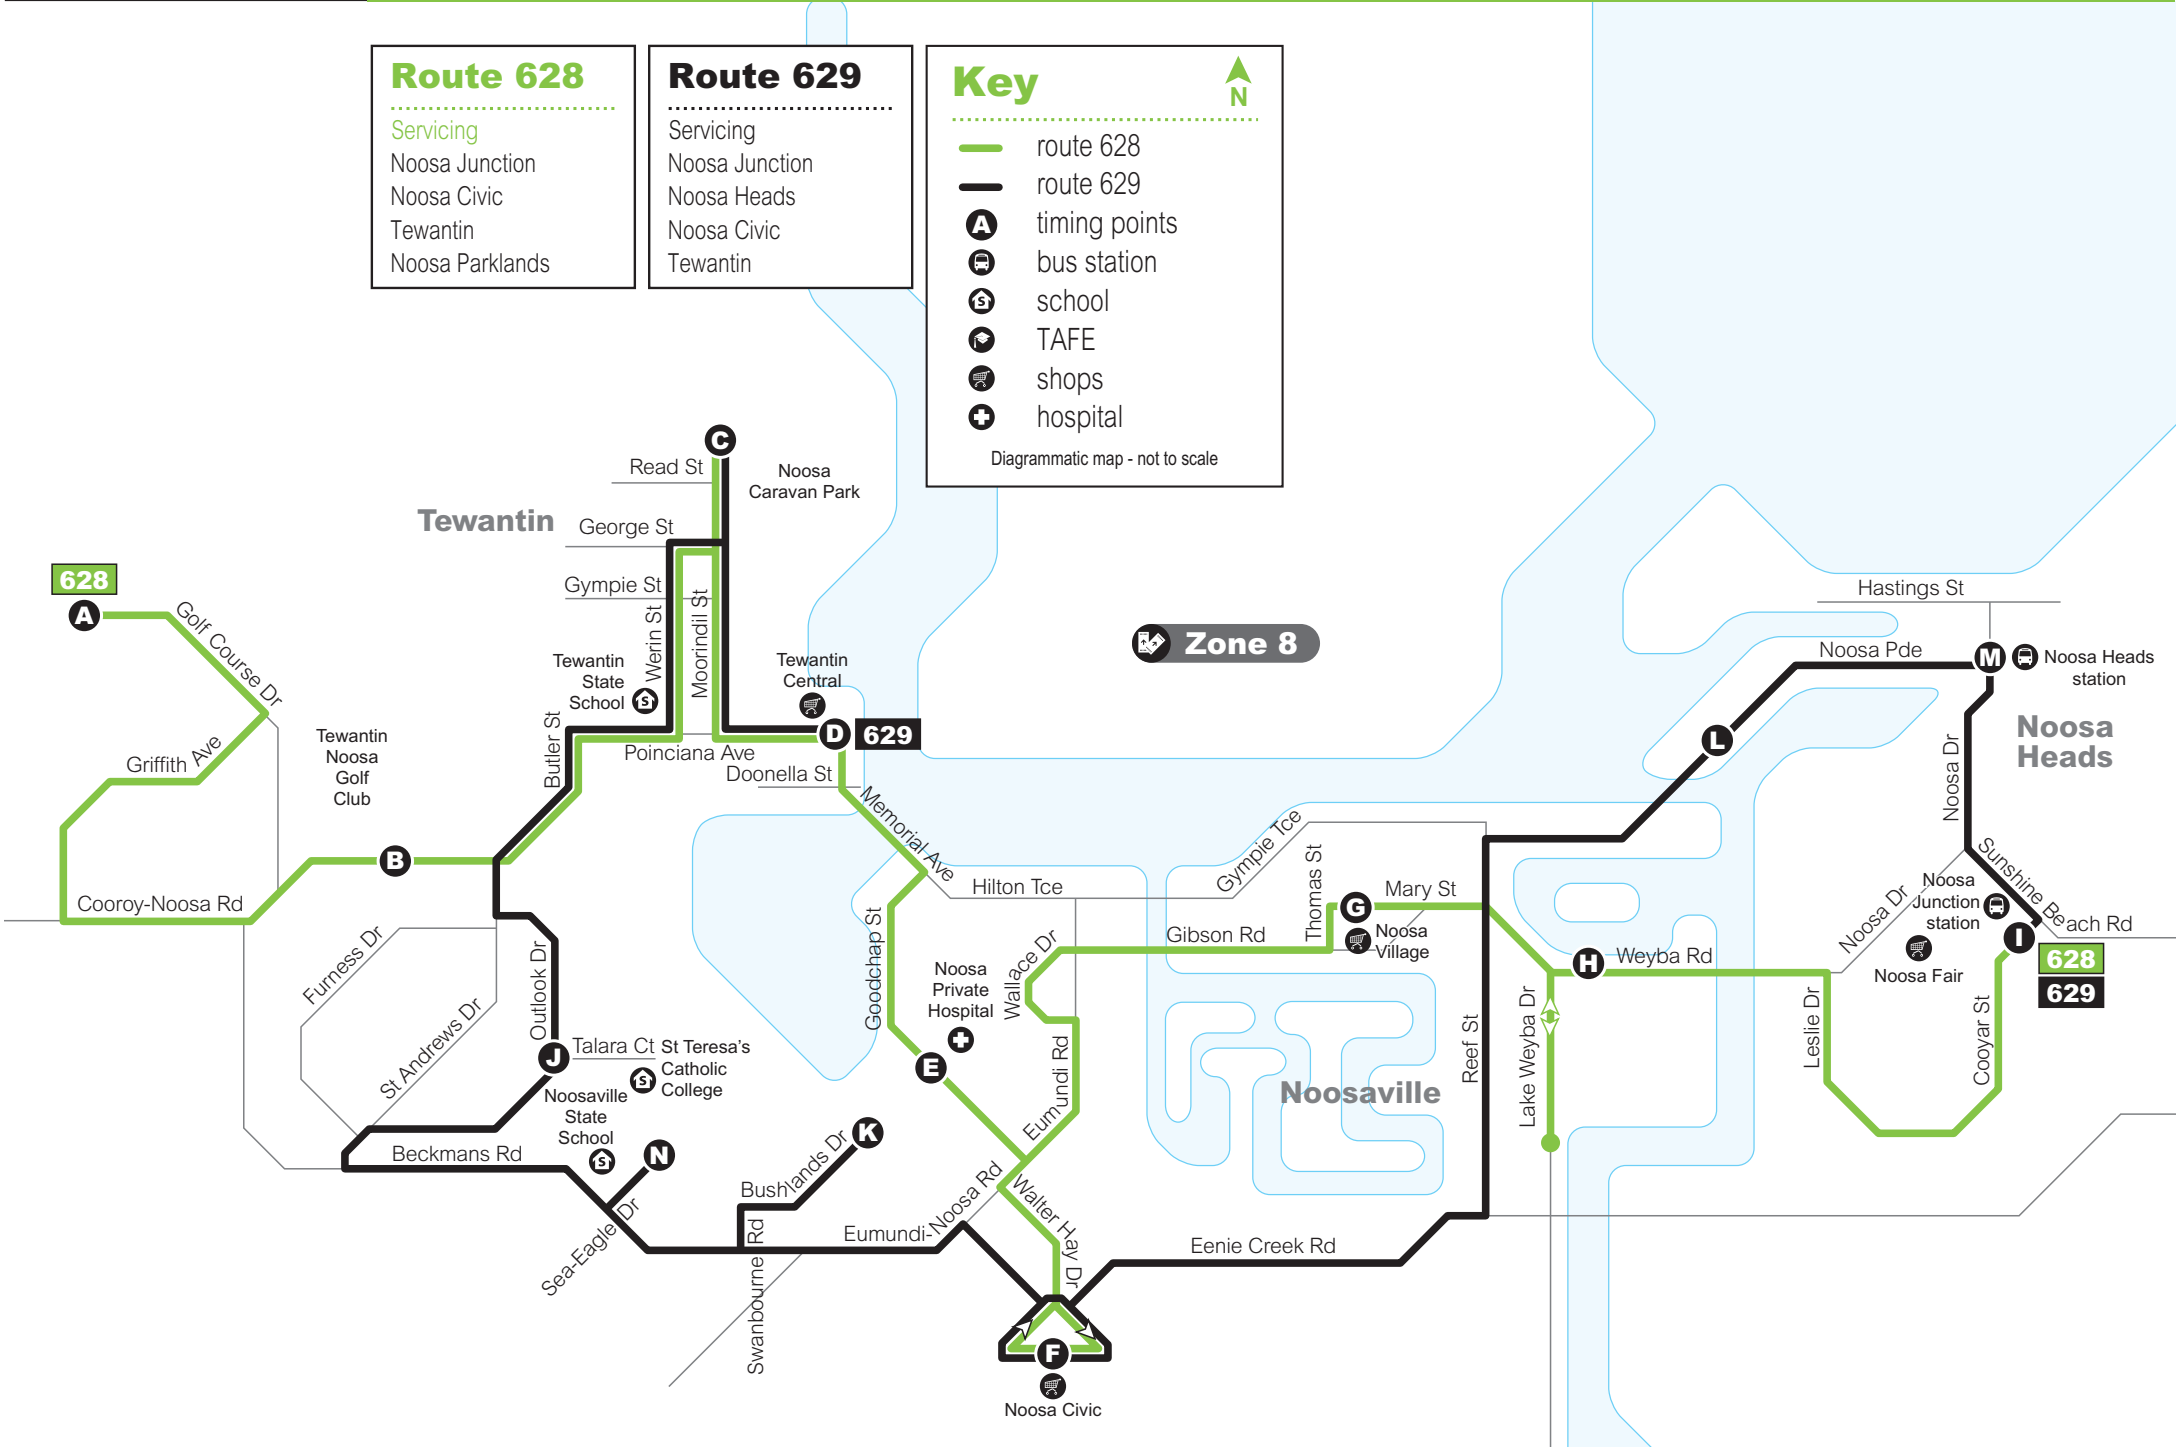 Route 628
Servicing
Noosa Junction
Noosa Civic
Tewantin
Noosa Parklands
Route 629
Servicing
Noosa Junction
Noosa Heads
Noosa Civic
Tewantin
Key
N
route 628
route 629
A timing points
bus station
S school
TAFE
shops
hospital
Diagrammatic map - not to scale
C
Read St
Noosa
Caravan Park
Tewantin
George St
628
A
Golf Course Dr
Gympie St
Werin St
Moorindil St
Zone 8
Hastings St
Noosa Pde
M
Noosa Heads
station
Tewantin
State
School
S
Tewantin
Central
D
629
Butler St
Poinciana Ave
Doonella St
L
Noosa
Heads
Noosa Dr
Tewantin
Noosa
Golf
Club
Griffith Ave
B
Cooroy-Noosa Rd
Memorial Ave
Hilton Tce
Gympie Tce
Thomas St
G
Mary St
Noosa
Village
Gibson Rd
Sunshine Beach Rd
Noosa
Junction
station
Noosa Dr
I
628
629
Noosa Fair
H
Weyba Rd
Furness Dr
St Andrews Dr
Outlook Dr
Goodchap St
Noosa
Private
Hospital
Wallace Dr
Leslie Dr
Cooyar St
Lake Weyba Dr
Reef St
J
Talara Ct
St Teresa's
Catholic
College
S
E
Eumundi Rd
Noosaville
Noosaville
State
School
S
N
K
Bushlands Dr
Beckmans Rd
Sea-Eagle Dr
Swanbourne Rd
Eumundi-Noosa Rd
Walter Hay Dr
Eenie Creek Rd
F
Noosa Civic